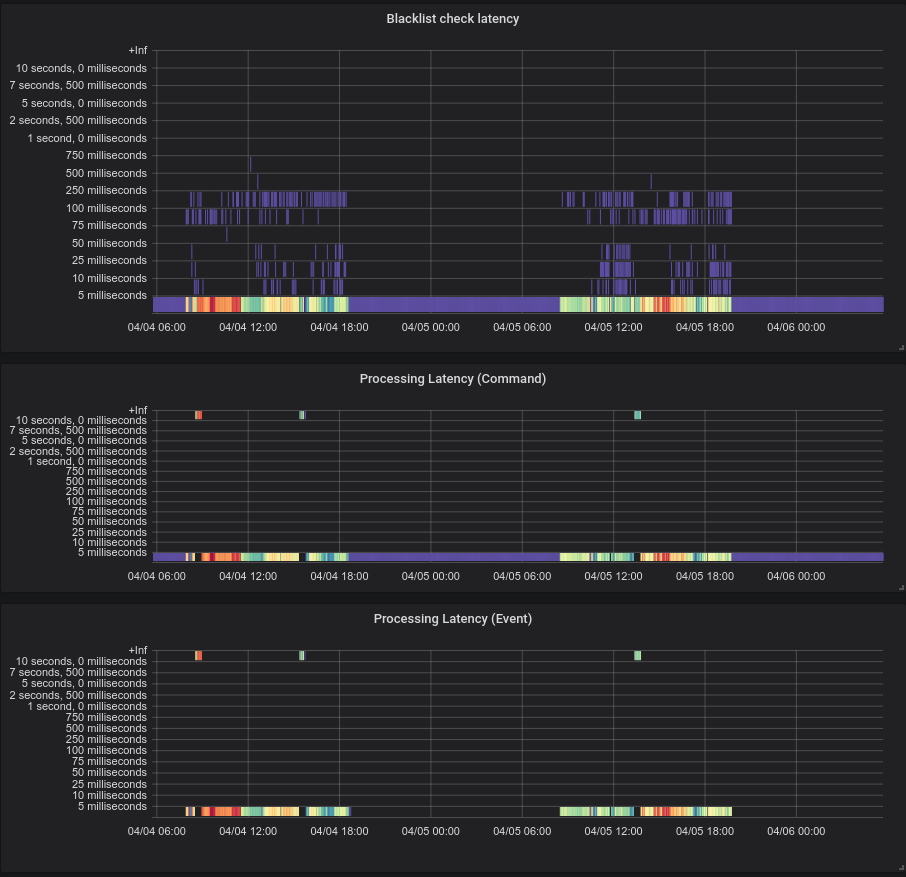 Blacklist check latency
+Inf
10 seconds, 0 milliseconds
7 seconds, 500 milliseconds
5 seconds, 0 milliseconds
2 seconds, 500 milliseconds
1 second, 0 milliseconds
750 milliseconds
500 milliseconds
250 milliseconds
100 milliseconds
75 milliseconds
50 milliseconds
25 milliseconds
10 milliseconds
5 milliseconds
04/04 06:00 04/04 12:00 04/04 18:00 04/05 00:00 04/05 06:00 04/05 12:00 04/05 18:00 04/06 00:00
Processing Latency (Command)
+Inf
10 seconds, 0 milliseconds
7 seconds, 500 milliseconds
5 seconds, 0 milliseconds
2 seconds, 500 milliseconds
1 second, 0 milliseconds
750 milliseconds
500 milliseconds
250 milliseconds
100 milliseconds
75 milliseconds
50 milliseconds
25 milliseconds
10 milliseconds
5 milliseconds
04/04 06:00 04/04 12:00 04/04 18:00 04/05 00:00 04/05 06:00 04/05 12:00 04/05 18:00 04/06 00:00
Processing Latency (Event)
+Inf
10 seconds, 0 milliseconds
7 seconds, 500 milliseconds
5 seconds, 0 milliseconds
2 seconds, 500 milliseconds
1 second, 0 milliseconds
750 milliseconds
500 milliseconds
250 milliseconds
100 milliseconds
75 milliseconds
50 milliseconds
25 milliseconds
10 milliseconds
5 milliseconds
04/04 06:00 04/04 12:00 04/04 18:00 04/05 00:00 04/05 06:00 04/05 12:00 04/05 18:00 04/06 00:00